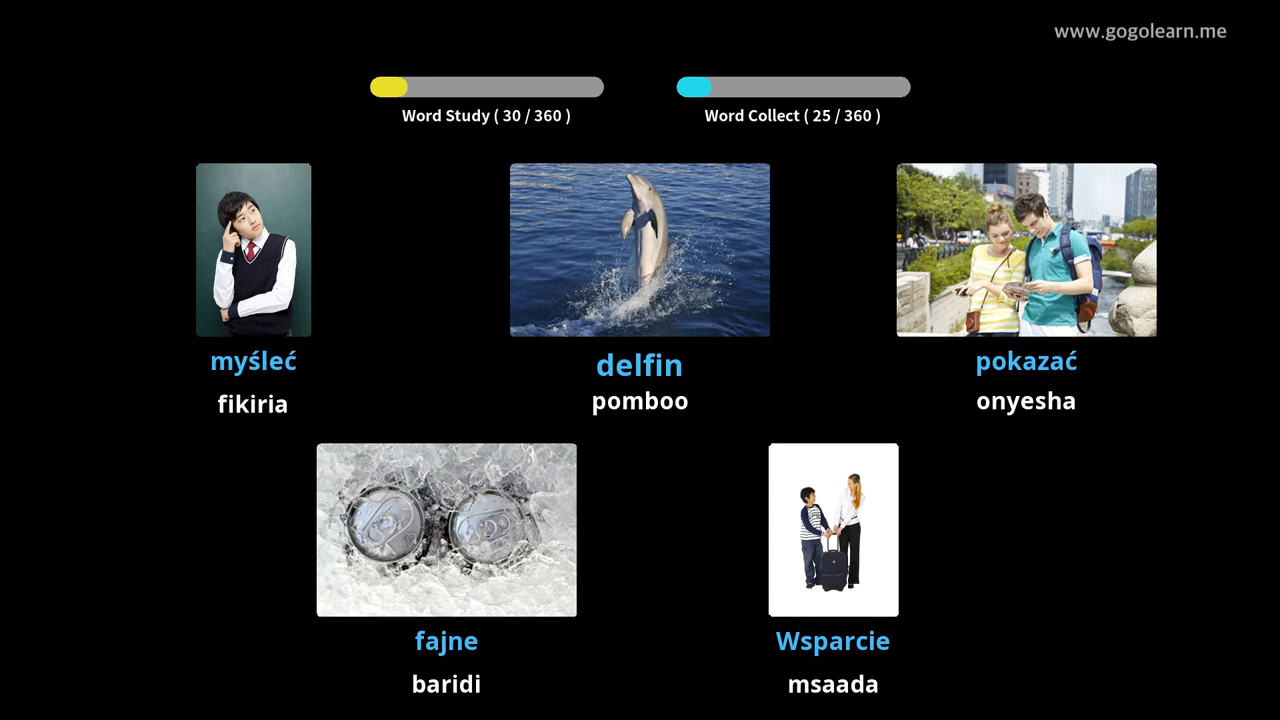 www.gogolearn.me
Word Study ( 30 / 360 )
Word Collect ( 25 / 360 )
myśleć
fikiria
delfin
pomboo
pokazać
onyesha
fajne
baridi
Wsparcie
msaada